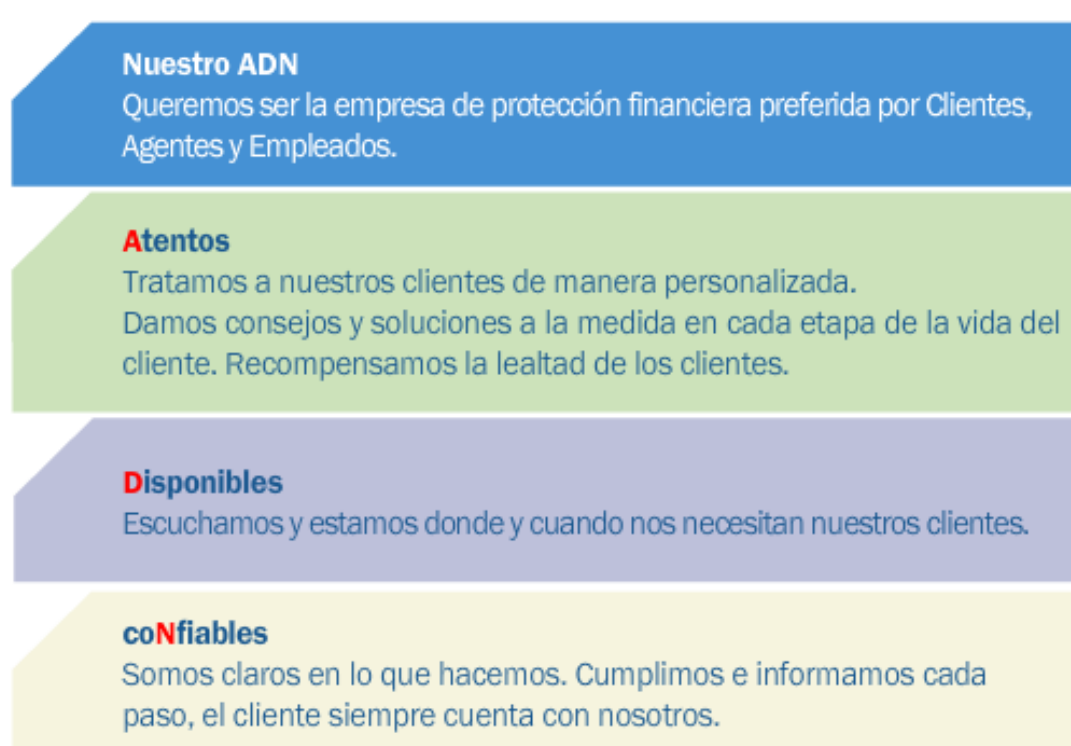 Nuestro ADN
Queremos ser la empresa de protección financiera preferida por Clientes,
Agentes y Empleados.
Atentos
Tratamos a nuestros clientes de manera personalizada.
Damos consejos y soluciones a la medida en cada etapa de la vida del
cliente. Recompensamos la lealtad de los clientes.
Disponibles
Escuchamos y estamos donde y cuando nos necesitan nuestros clientes.
coNfiables
Somos claros en lo que hacemos. Cumplimos e informamos cada
paso, el cliente siempre cuenta con nosotros.